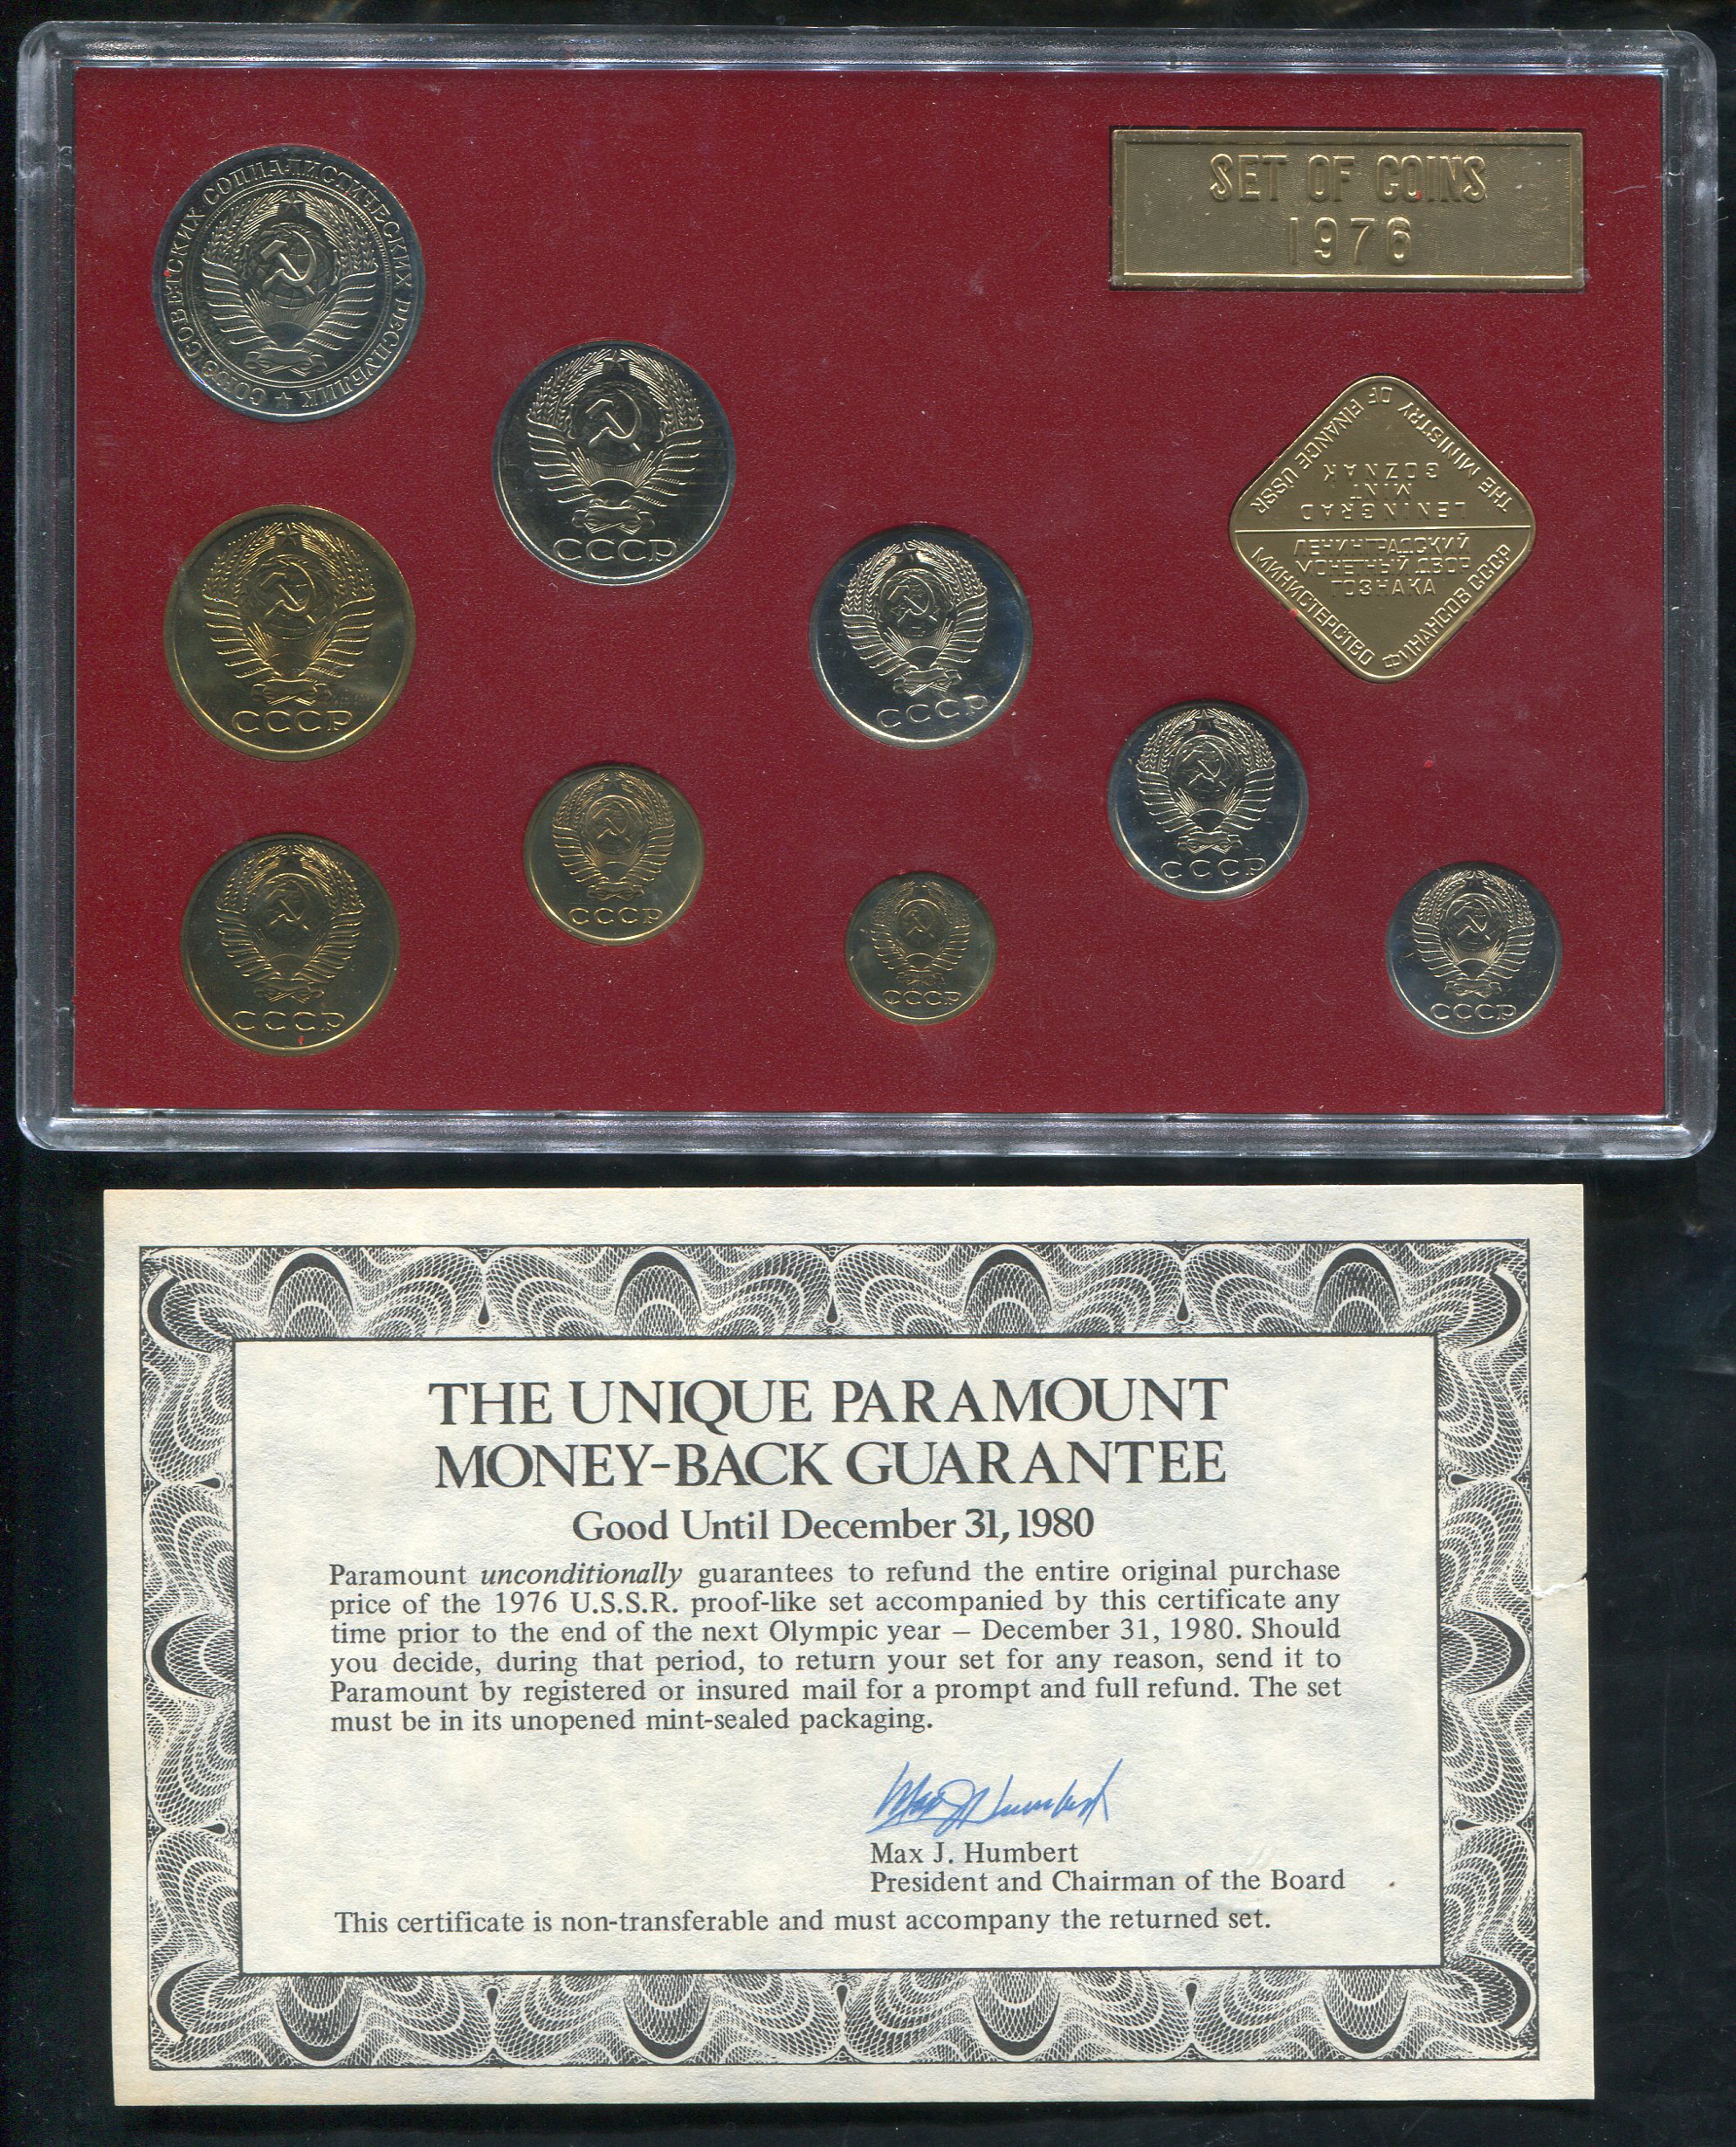 SET OF COINS
1976
СОЮЗ СОВЕТСКИХ СОЦИАЛИСТИЧЕСКИХ РЕСПУБЛИК
СССР
THE MINISTRY OF FINANCE USSR
LENINGRAD
MINT
GOZNAK
ЛЕНИНГРАДСКИЙ
МОНЕТНЫЙ ДВОР
ГОЗНАКА
МИНИСТЕРСТВО ФИНАНСОВ СССР
СССР
СССР
СССР
СССР
СССР
СССР
СССР
THE UNIQUE PARAMOUNT
MONEY-BACK GUARANTEE
Good Until December 31, 1980
Paramount unconditionally guarantees to refund the entire original purchase
price of the 1976 U.S.S.R. proof-like set accompanied by this certificate any
time prior to the end of the next Olympic year – December 31, 1980. Should
you decide, during that period, to return your set for any reason, send it to
Paramount by registered or insured mail for a prompt and full refund. The set
must be in its unopened mint-sealed packaging.
Max J Humbert
Max J. Humbert
President and Chairman of the Board
This certificate is non-transferable and must accompany the returned set.